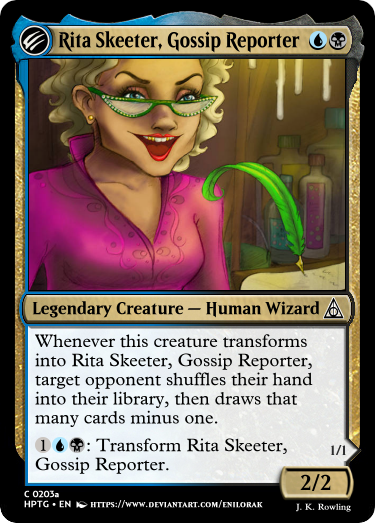 Rita Skeeter, Gossip Reporter
Legendary Creature — Human Wizard
Whenever this creature transforms
into Rita Skeeter, Gossip Reporter,
target opponent shuffles their hand
into their library, then draws that
many cards minus one.
1: Transform Rita Skeeter,
Gossip Reporter.
1/1
2/2
C 0203a
HPTG • EN HTTPS://WWW.DEVIANTART.COM/ENILORAK
J. K. Rowling